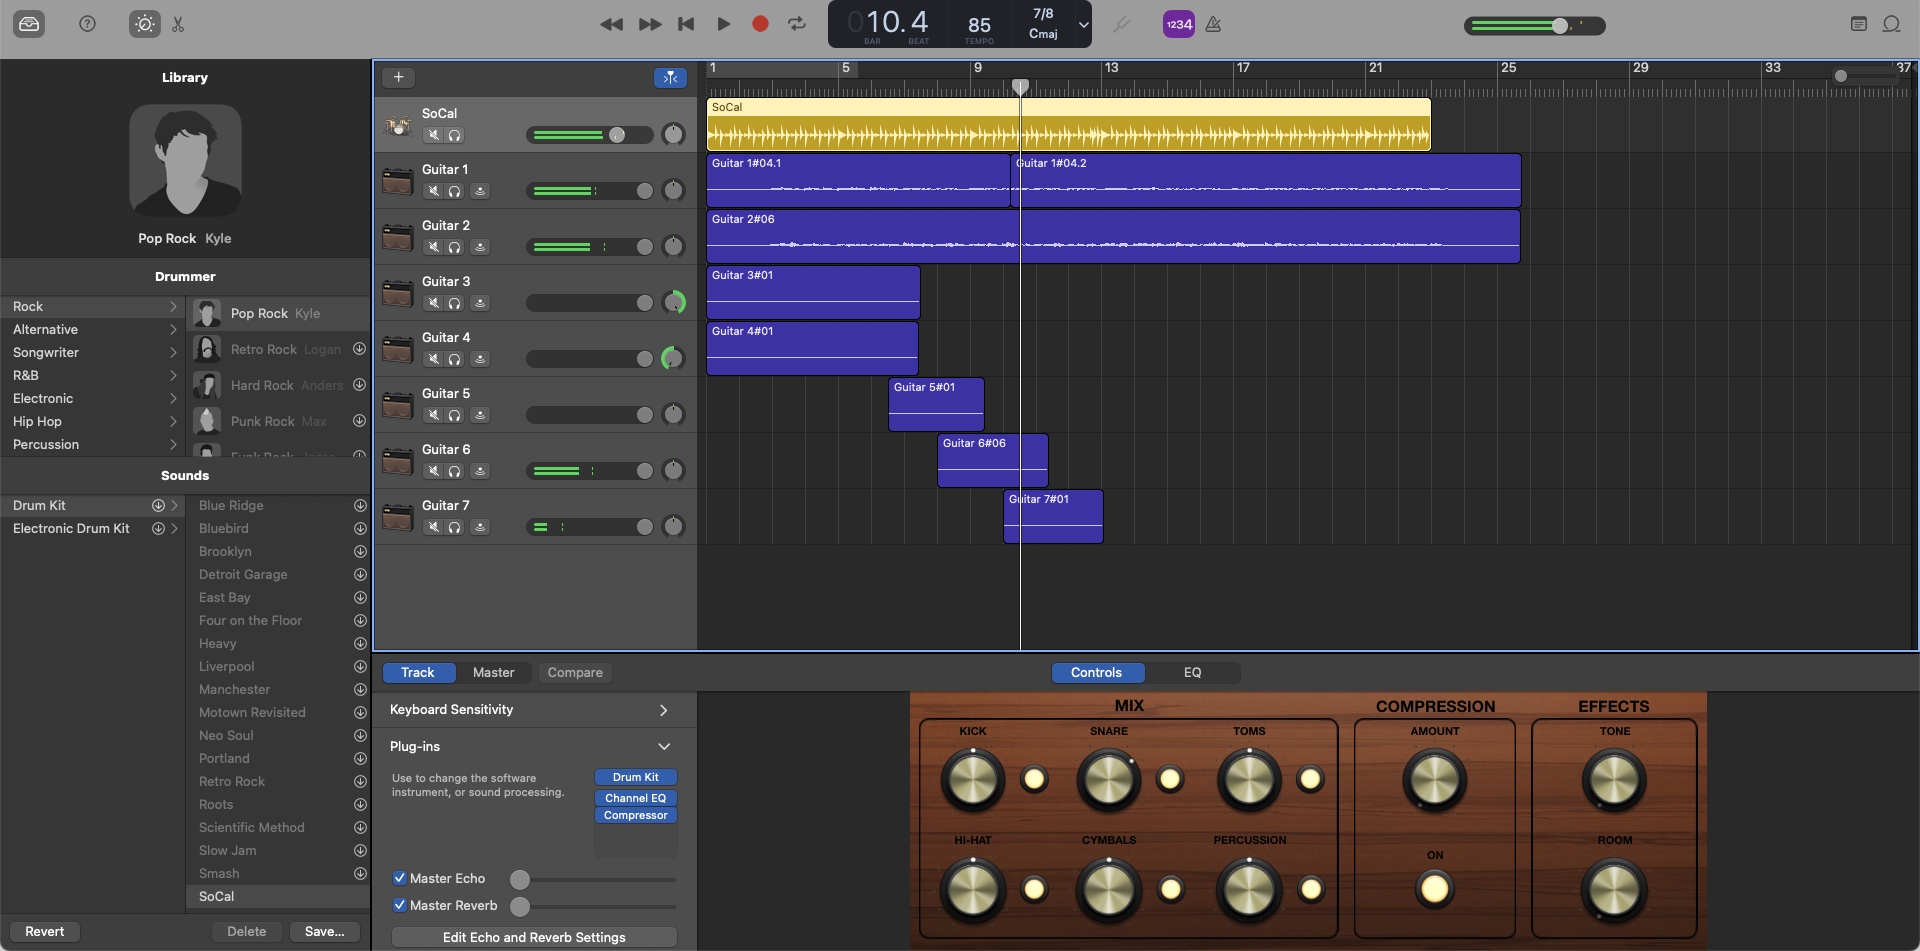 010.4
BAR BEAT
85
TEMPO
7/8
Cmaj
1234
Library
Pop Rock Kyle
Drummer
Rock
Alternative
Songwriter
R&B
Electronic
Hip Hop
Percussion
Pop Rock Kyle
Retro Rock Logan
Hard Rock Anders
Punk Rock Max
Funk Rock Jesse
Sounds
Drum Kit
Electronic Drum Kit
Blue Ridge
Bluebird
Brooklyn
Detroit Garage
East Bay
Four on the Floor
Heavy
Liverpool
Manchester
Motown Revisited
Neo Soul
Portland
Retro Rock
Roots
Scientific Method
Slow Jam
Smash
SoCal
Revert
Delete
Save...
1 5 9 13 17 21 25 29 33 37
SoCal
Guitar 1
Guitar 2
Guitar 3
Guitar 4
Guitar 5
Guitar 6
Guitar 7
SoCal
Guitar 1#04.1
Guitar 1#04.2
Guitar 2#06
Guitar 3#01
Guitar 4#01
Guitar 5#01
Guitar 6#06
Guitar 7#01
Track
Master
Compare
Controls
EQ
Keyboard Sensitivity
Plug-ins
Use to change the software
instrument, or sound processing.
Drum Kit
Channel EQ
Compressor
Master Echo
Master Reverb
Edit Echo and Reverb Settings
MIX
KICK
SNARE
TOMS
HI-HAT
CYMBALS
PERCUSSION
COMPRESSION
AMOUNT
ON
EFFECTS
TONE
ROOM